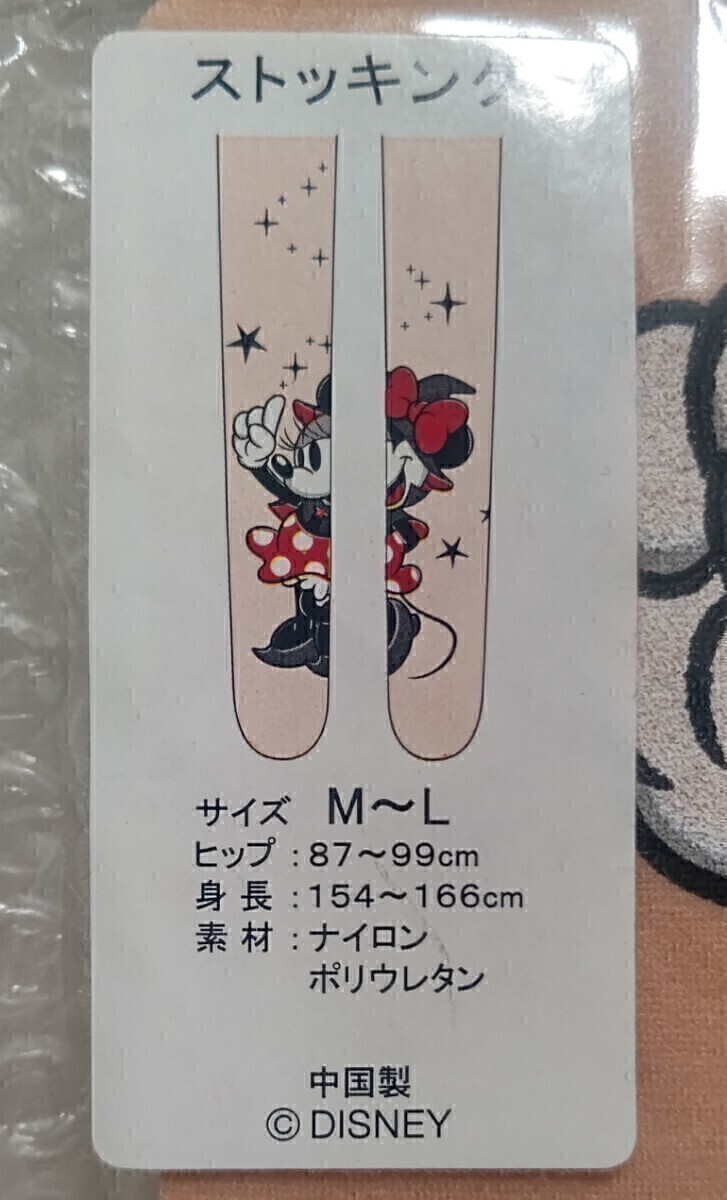 ストッキング
サイズ M～L
ヒップ：87～99cm
身長：154～166cm
素材：ナイロン
ポリウレタン
中国製
© DISNEY